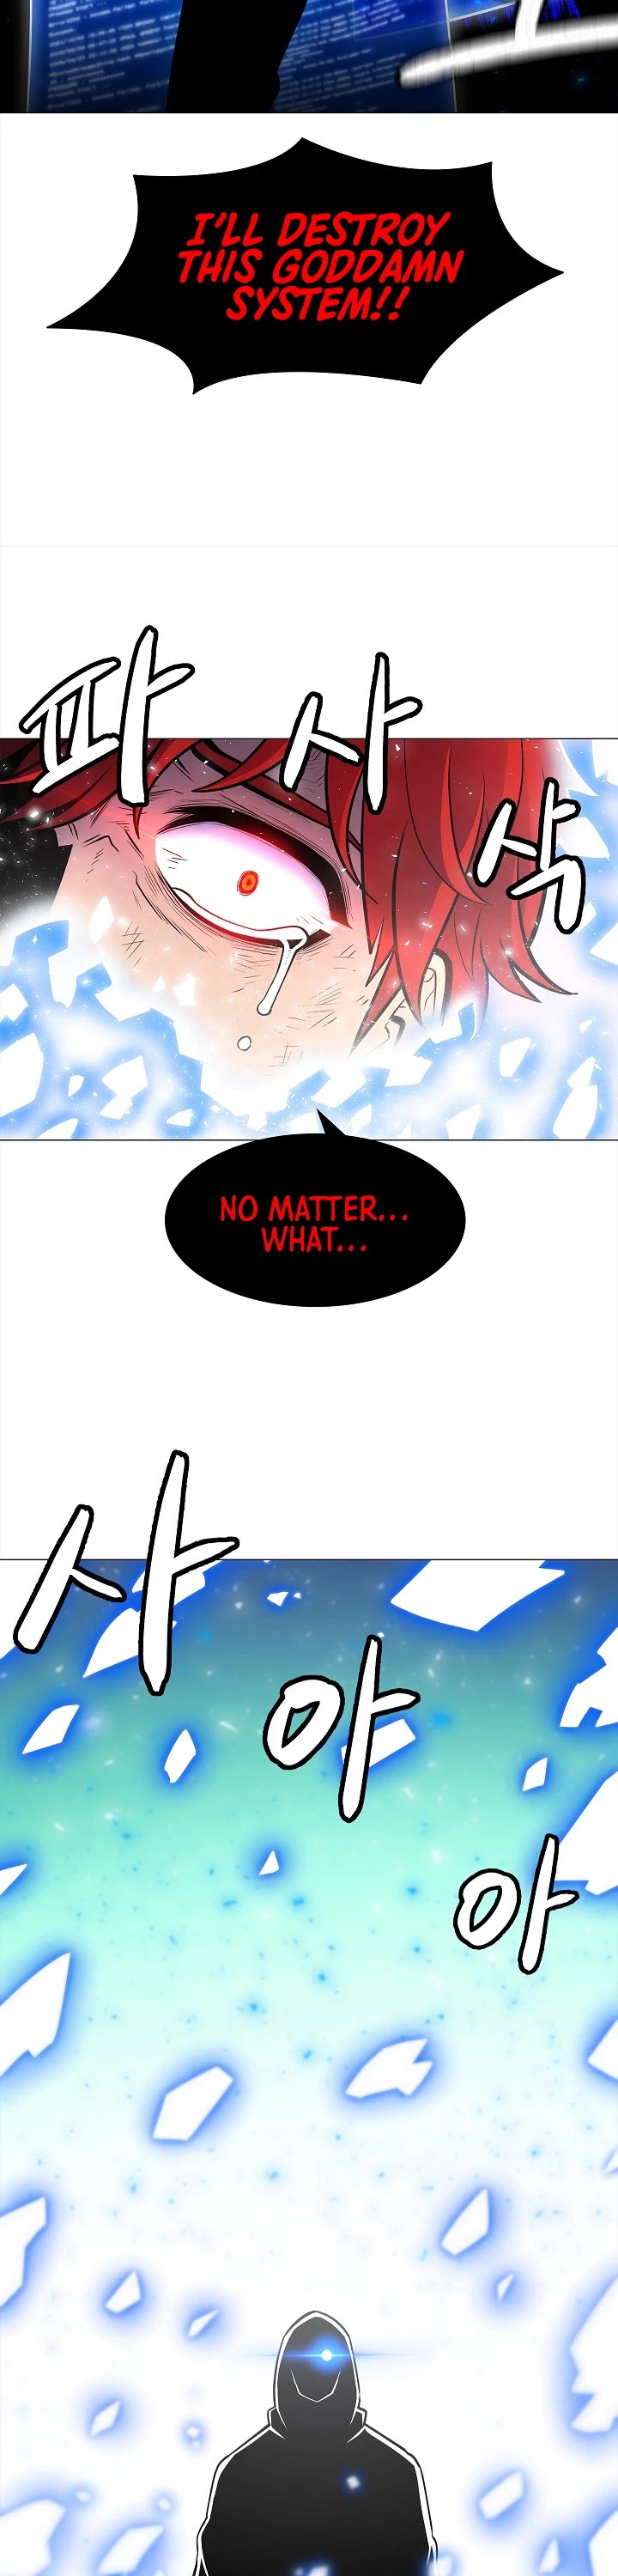 I'LL DESTROY
THIS GODDAMN
SYSTEM!!
파 사 삭
NO MATTER...
WHAT...
사 아 아